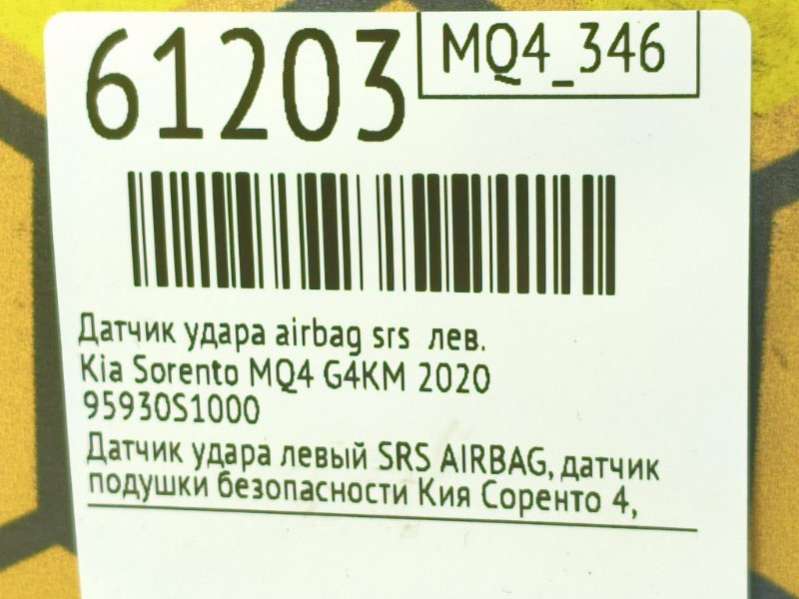 61203
MQ4_346
Датчик удара airbag srs лев.
Kia Sorento MQ4 G4KM 2020
95930S1000
Датчик удара левый SRS AIRBAG, датчик
подушки безопасности Кия Соренто 4,